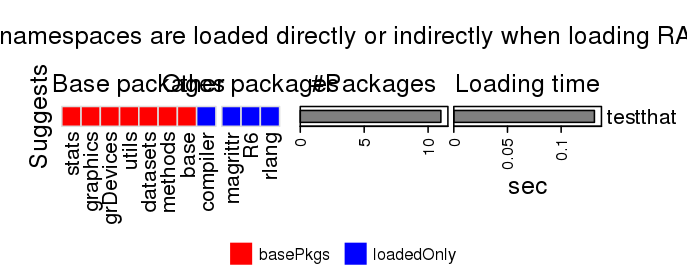 namespaces are loaded directly or indirectly when loading RA
Base packages
Other packages
#Packages
Loading time
Suggests
testthat
stats
graphics
grDevices
utils
datasets
methods
base
compiler
magrittr
R6
rlang
0
5
10
0
0.05
0.1
sec
basePkgs
loadedOnly